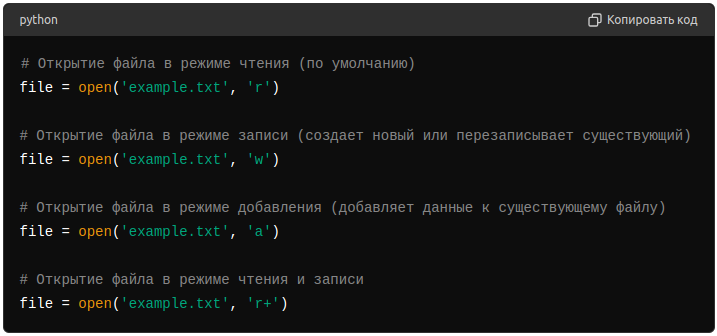 python
Копировать код
# Открытие файла в режиме чтения (по умолчанию)
file = open('example.txt', 'r')
# Открытие файла в режиме записи (создает новый или перезаписывает существующий)
file = open('example.txt', 'w')
# Открытие файла в режиме добавления (добавляет данные к существующему файлу)
file = open('example.txt', 'a')
# Открытие файла в режиме чтения и записи
file = open('example.txt', 'r+')